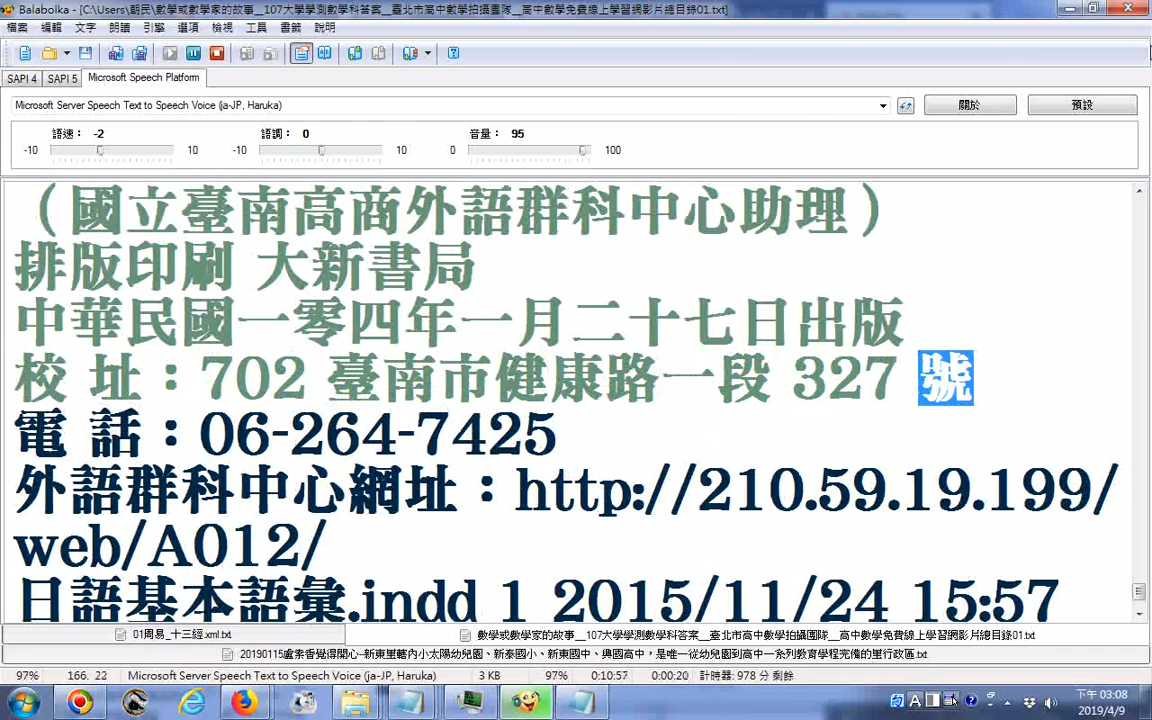 Balabolka - [C:\Users\朝民\數學或數學家的故事__107大學學測數學科答案__臺北市高中數學拍攝團隊__高中數學免費線上學習網影片總目錄01.txt]
檔案 編輯 文字 朗讀 引擎 選項 檢視 工具 書籤 說明
SAPI 4 SAPI 5 Microsoft Speech Platform
Microsoft Server Speech Text to Speech Voice (ja-JP, Haruka) 關於 預設
語速： -2 語調： 0 音量： 95
-10 10 -10 10 0 100
（國立臺南高商外語群科中心助理）
排版印刷 大新書局
中華民國一零四年一月二十七日出版
校 址：702 臺南市健康路一段 327 號
電 話：06-264-7425
外語群科中心網址：http://210.59.19.199/
web/A012/
日語基本語彙.indd 1 2015/11/24 15:57
01周易_十三經.xml.txt 數學或數學家的故事__107大學學測數學科答案__臺北市高中數學拍攝團隊__高中數學免費線上學習網影片總目錄01.txt
20190115盧素香覺得開心--新東里轄內小太陽幼兒園、新泰國小、新東國中、興國高中，是唯一從幼兒園到高中一系列教育學程完備的里行政區.txt
97% 166. 22 Microsoft Server Speech Text to Speech Voice (ja-JP, Haruka) 3 KB 97% 0:10:57 0:00:20 計時器: 978 分 剩餘
下午 03:08
2019/4/9